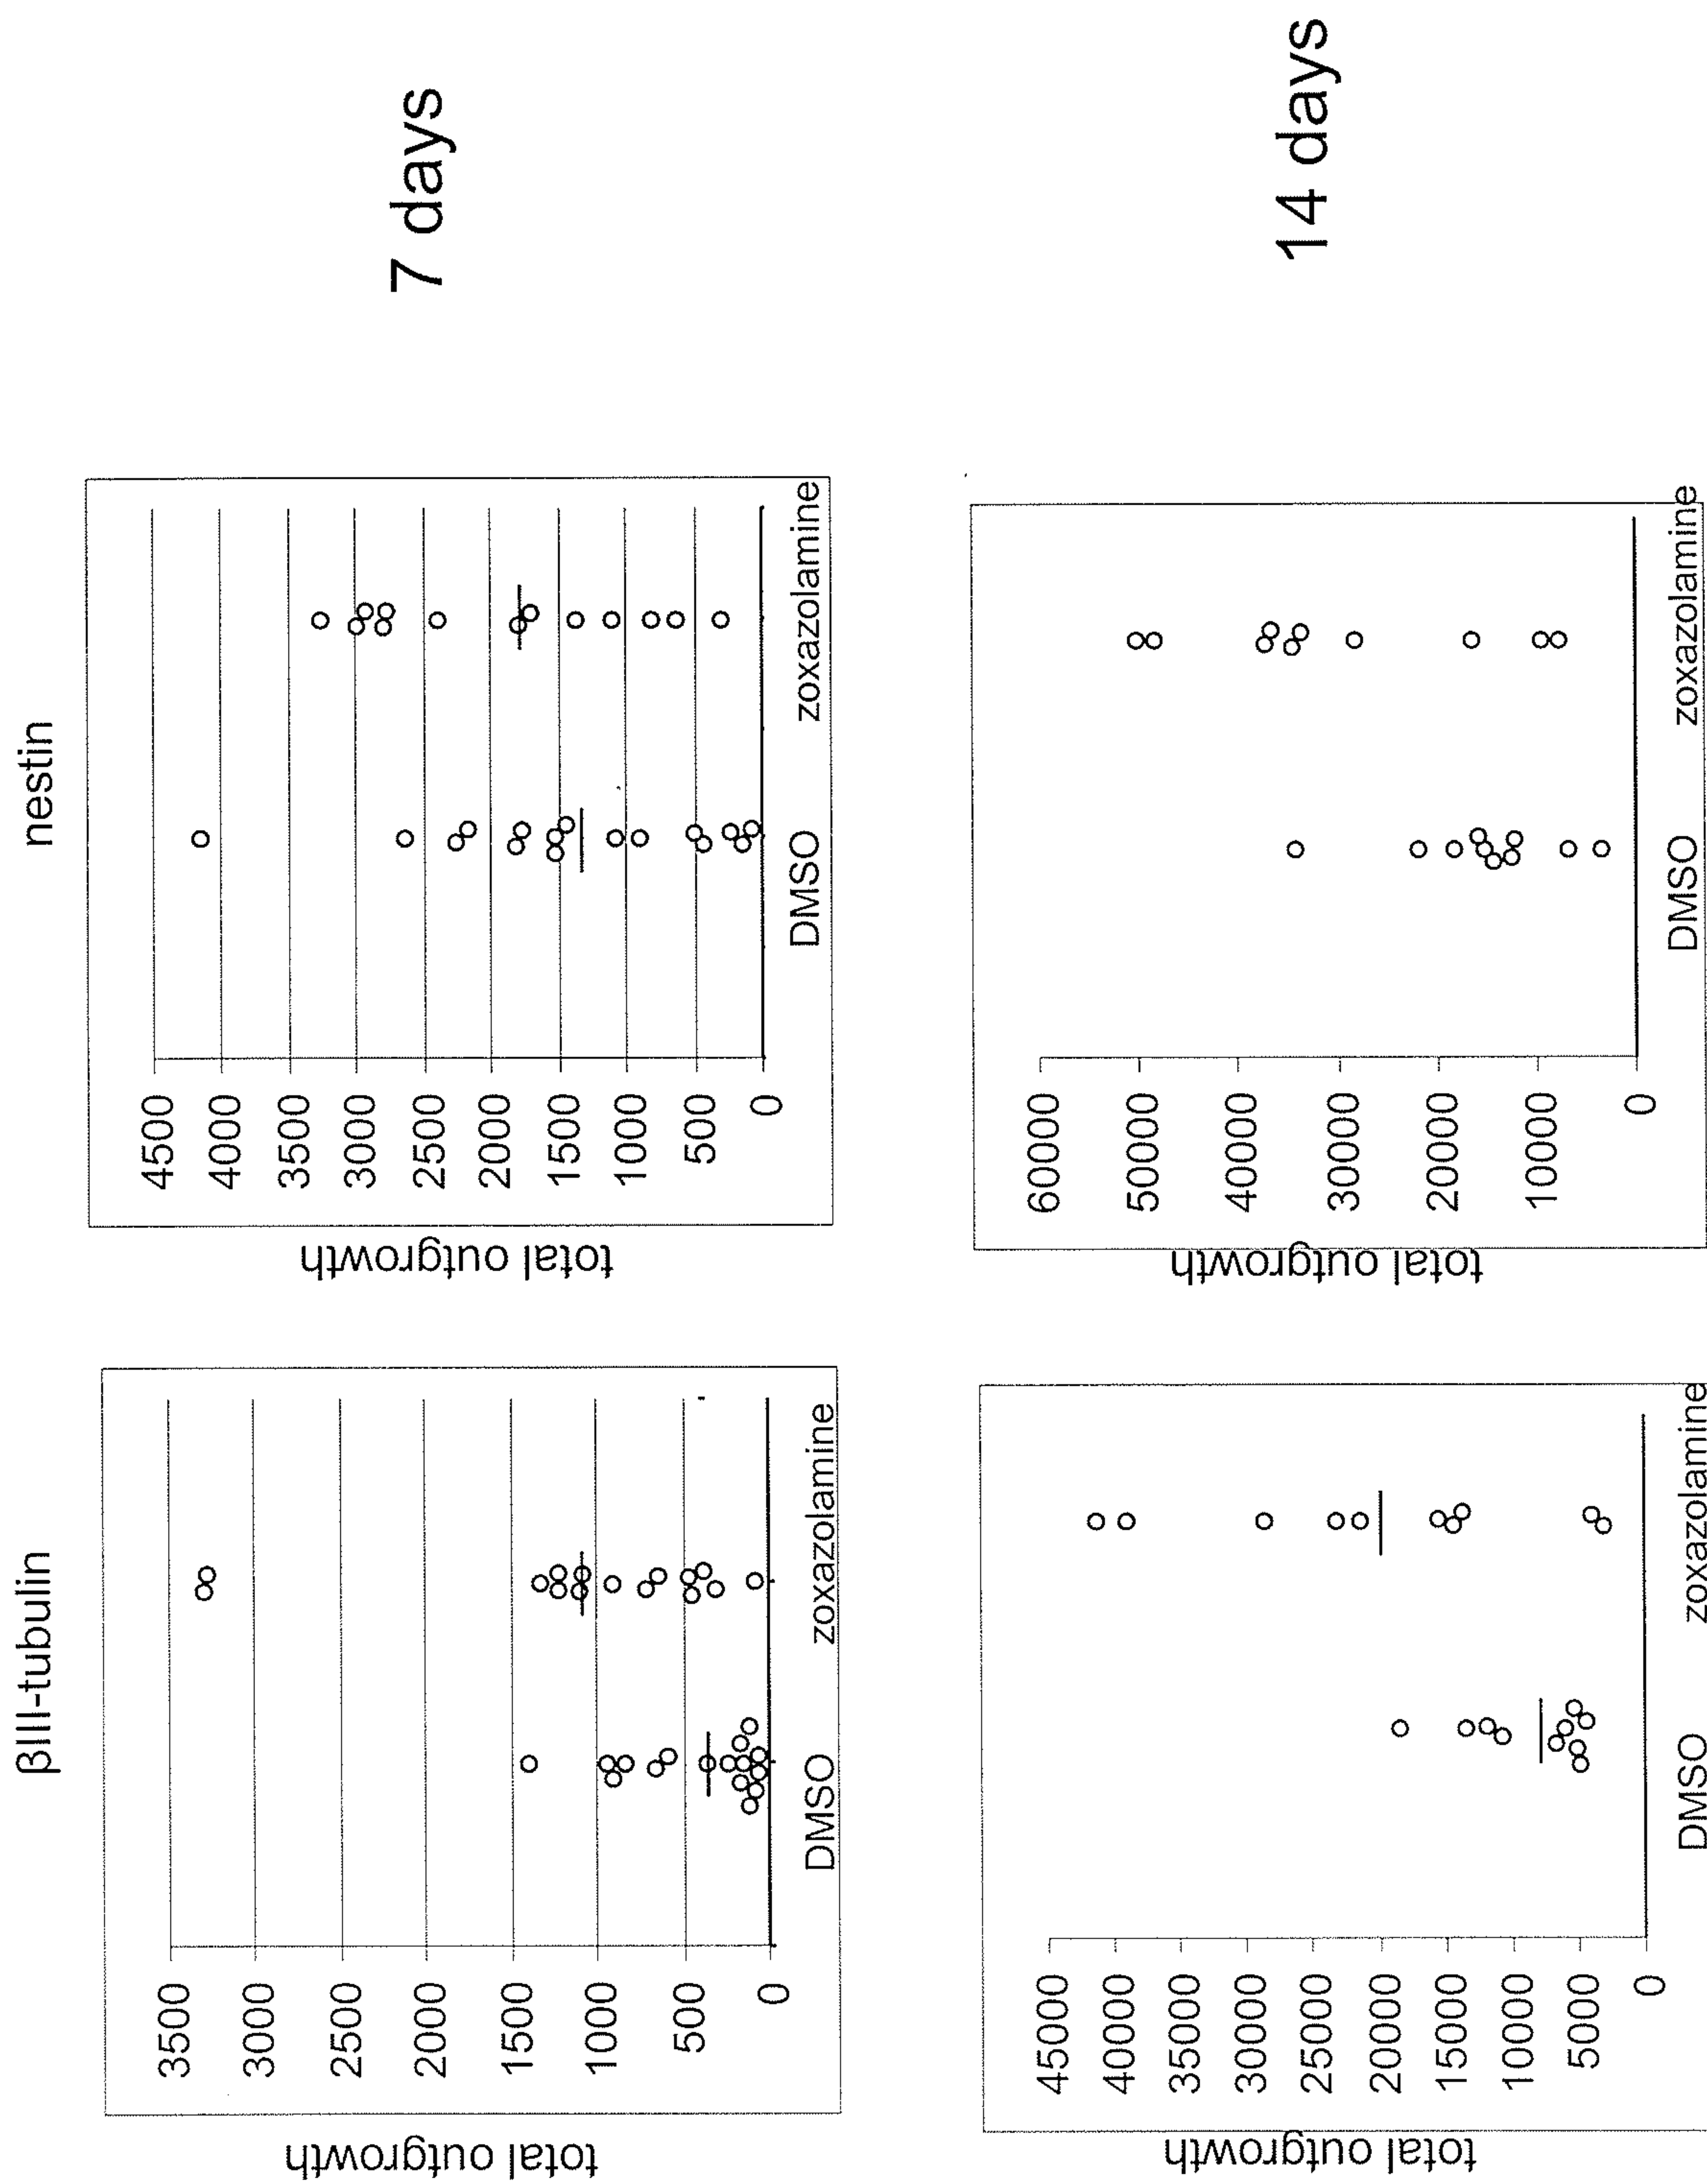 βIII-tubulin
nestin
total outgrowth
3500
3000
2500
2000
1500
1000
500
0
DMSO
zoxazolamine
total outgrowth
4500
4000
3500
3000
2500
2000
1500
1000
500
0
DMSO
zoxazolamine
7 days
total outgrowth
45000
40000
35000
30000
25000
20000
15000
10000
5000
0
DMSO
zoxazolamine
total outgrowth
60000
50000
40000
30000
20000
10000
0
DMSO
zoxazolamine
14 days